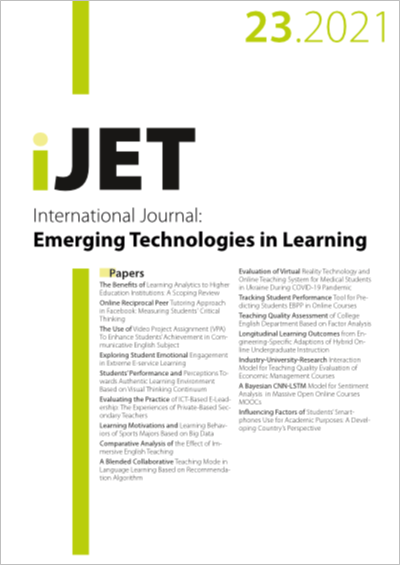 23.2021
iJET
International Journal:
Emerging Technologies in Learning
Papers
The Benefits of Learning Analytics to Higher
Education Institutions: A Scoping Review
Online Reciprocal Peer Tutoring Approach
in Facebook: Measuring Students' Critical
Thinking
The Use of Video Project Assignment (VPA)
To Enhance Students' Achievement in Com-
municative English Subject
Exploring Student Emotional Engagement
in Extreme E-service Learning
Students' Performance and Perceptions To-
wards Authentic Learning Environment
Based on Visual Thinking Continuum
Evaluating the Practice of ICT-Based E-Lead-
ership: The Experiences of Private-Based Sec-
ondary Teachers
Learning Motivations and Learning Behav-
iors of Sports Majors Based on Big Data
Comparative Analysis of the Effect of Im-
mersive English Teaching
A Blended Collaborative Teaching Mode in
Language Learning Based on Recommenda-
tion Algorithm
Evaluation of Virtual Reality Technology and
Online Teaching System for Medical Students
in Ukraine During COVID-19 Pandemic
Tracking Student Performance Tool for Pre-
dicting Students EBPP in Online Courses
Teaching Quality Assessment of College
English Department Based on Factor Analysis
Longitudinal Learning Outcomes from En-
gineering-Specific Adaptions of Hybrid On-
line Undergraduate Instruction
Industry-University-Research Interaction
Model for Teaching Quality Evaluation of
Economic Management Courses
A Bayesian CNN-LSTM Model for Sentiment
Analysis in Massive Open Online Courses
MOOCs
Influencing Factors of Students' Smart-
phones Use for Academic Purposes: A Devel-
oping Country's Perspective